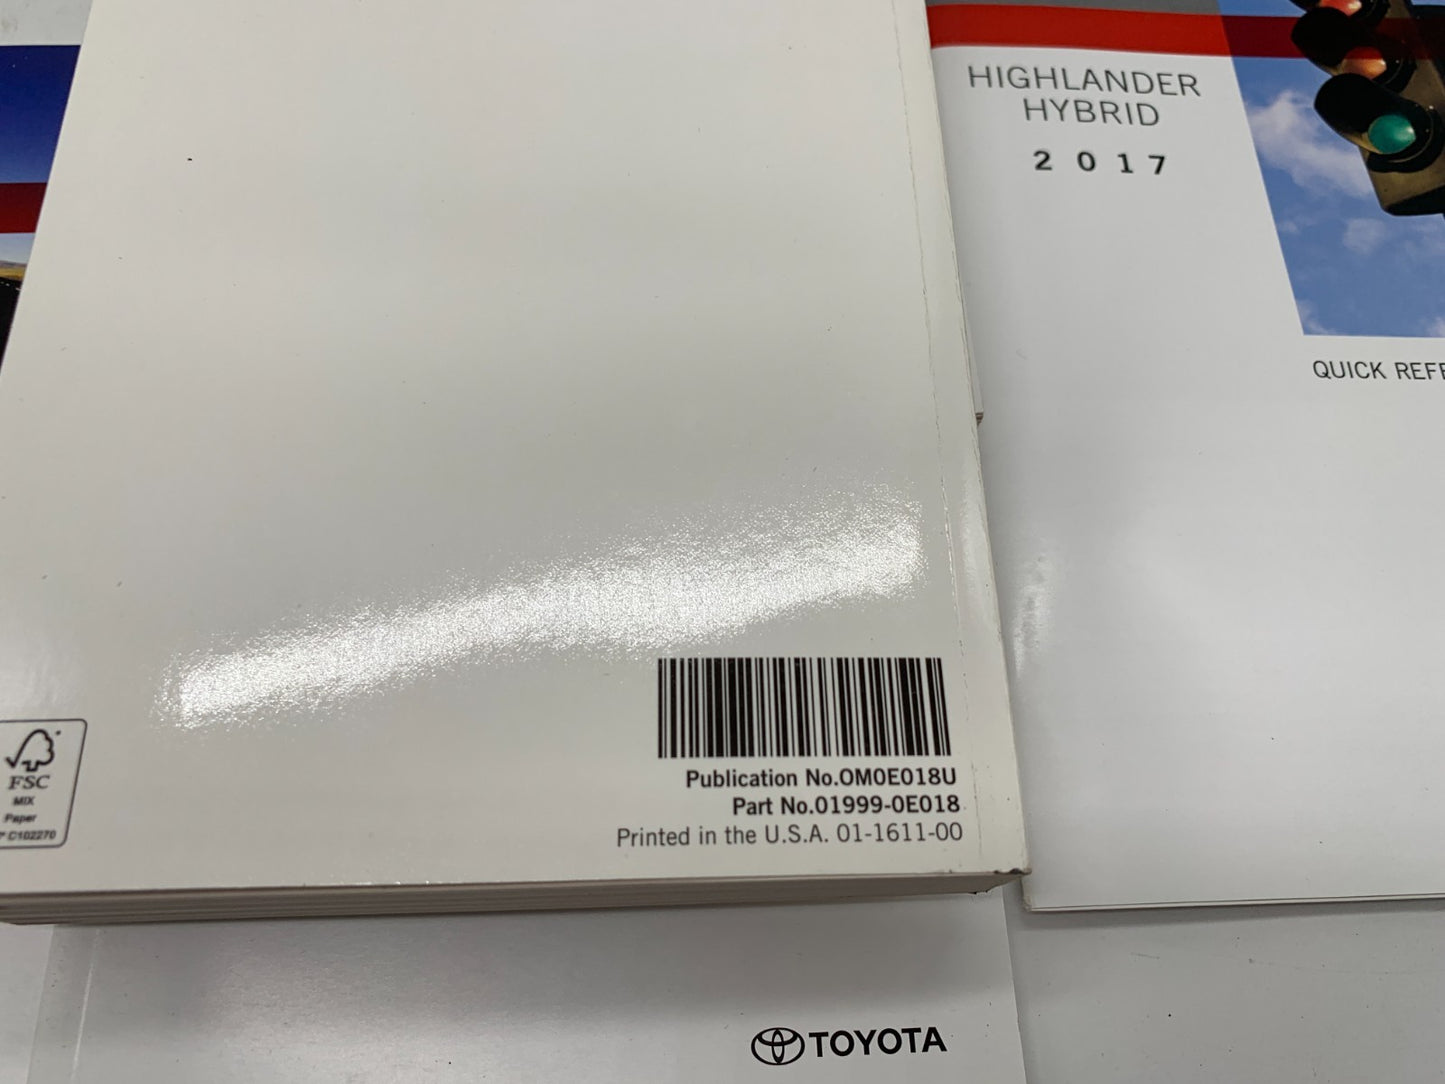 HIGHLANDER
HYBRID
2017
QUICK REFE
Publication No.OM0E018U
Part No.01999-0E018
Printed in the U.S.A. 01-1611-00
FSC
MIX
Paper
C102270
TOYOTA